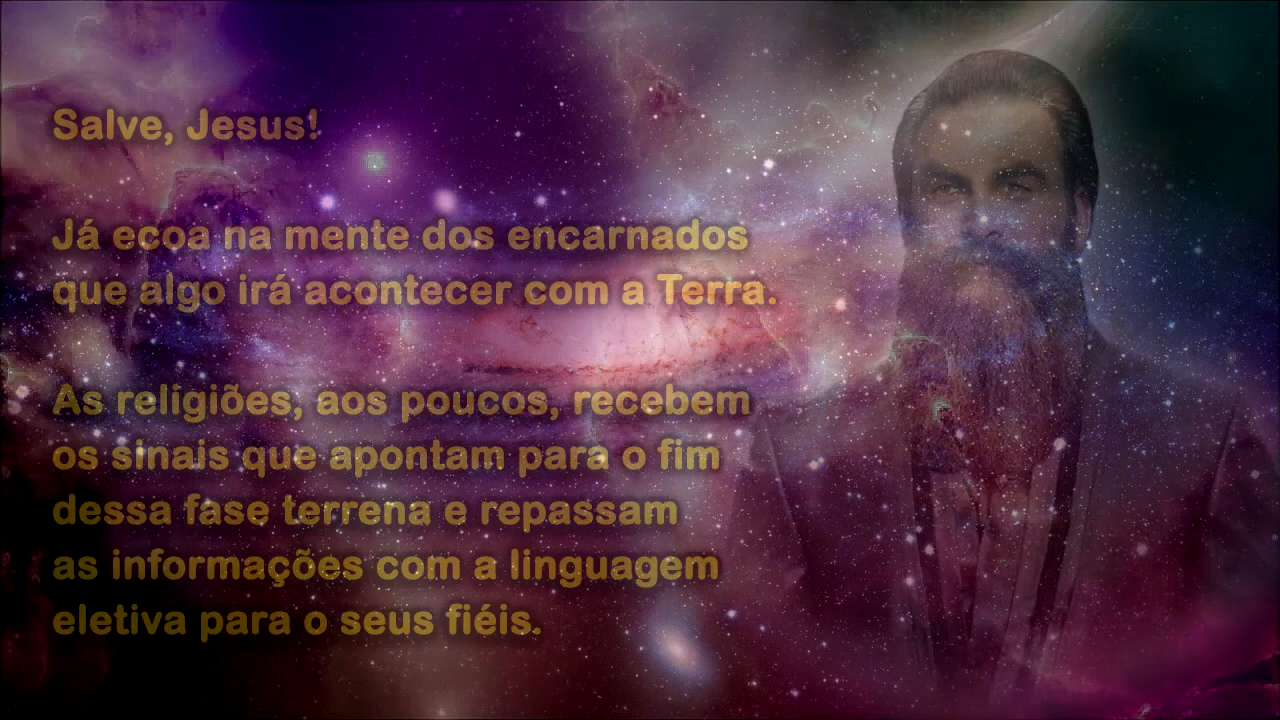 Salve, Jesus!
Já ecoa na mente dos encarnados
que algo irá acontecer com a Terra.
As religiões, aos poucos, recebem
os sinais que apontam para o fim
dessa fase terrena e repassam
as informações com a linguagem
eletiva para o seus fiéis.